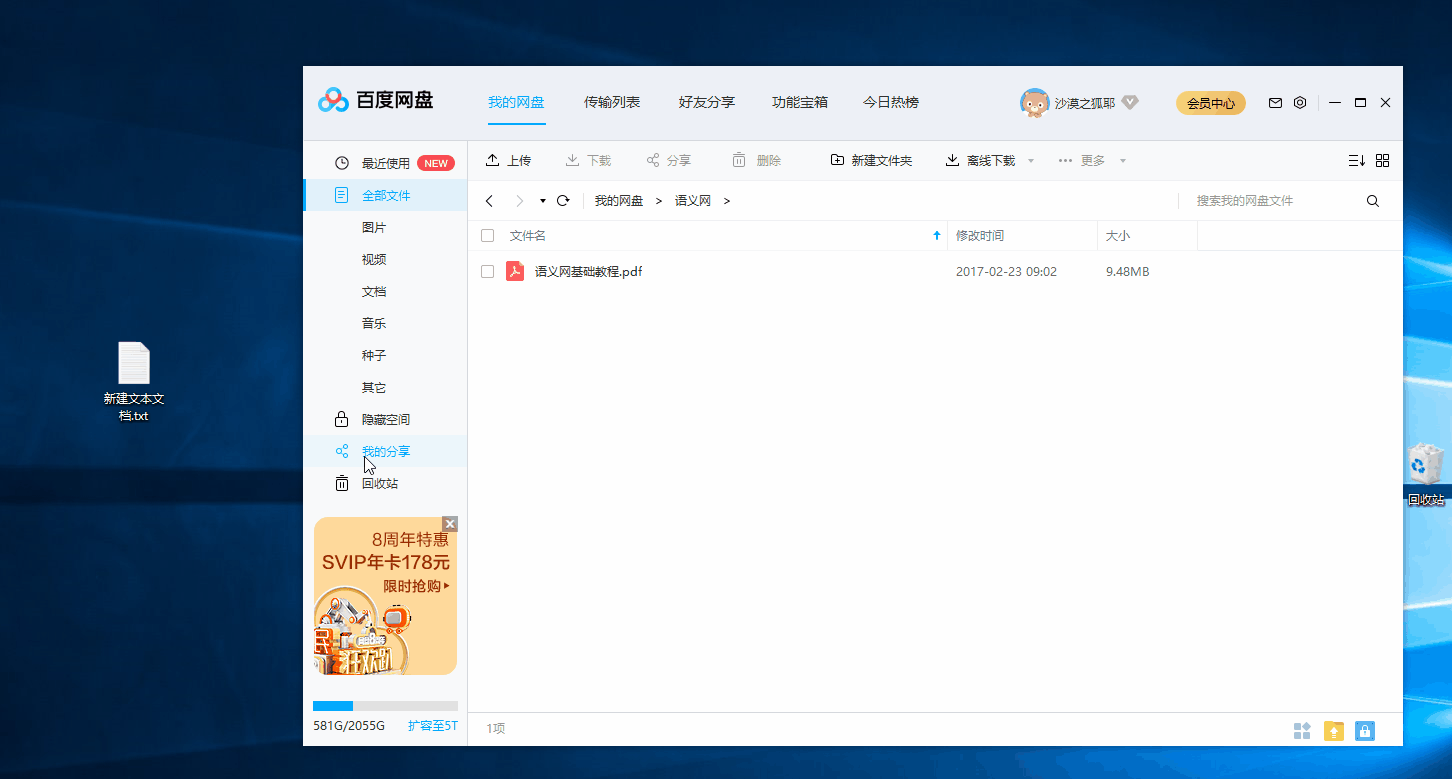 百度网盘
我的网盘 传输列表 好友分享 功能宝箱 今日热榜
沙漠之狐耶
会员中心
最近使用 NEW
全部文件
图片
视频
文档
音乐
种子
其它
隐藏空间
我的分享
回收站
8周年特惠
SVIP年卡178元
限时抢购
狂欢趴
581G/2055G 扩容至5T
上传 下载 分享 删除 新建文件夹 离线下载 更多
我的网盘 > 语义网 >
搜索我的网盘文件
文件名 修改时间 大小
语义网基础教程.pdf 2017-02-23 09:02 9.48MB
1项
新建文本文
档.txt
回收站